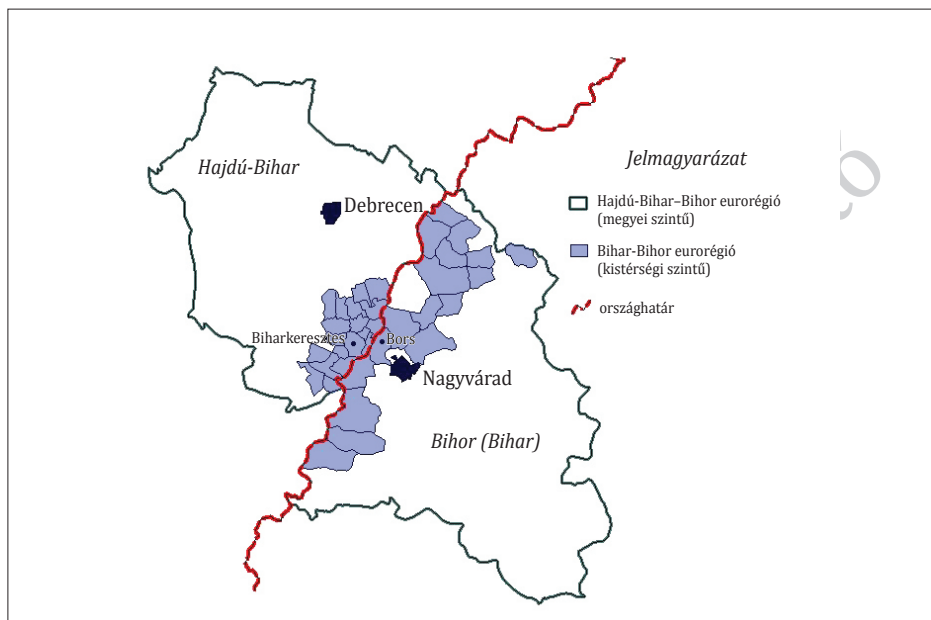 Hajdú-Bihar
Debrecen
Biharkeresztes
Bors
Nagyvárad
Bihor (Bihar)
Jelmagyarázat
Hajdú-Bihar–Bihor eurorégió
(megyei szintű)
Bihar-Bihor eurorégió
(kistérségi szintű)
országhatár